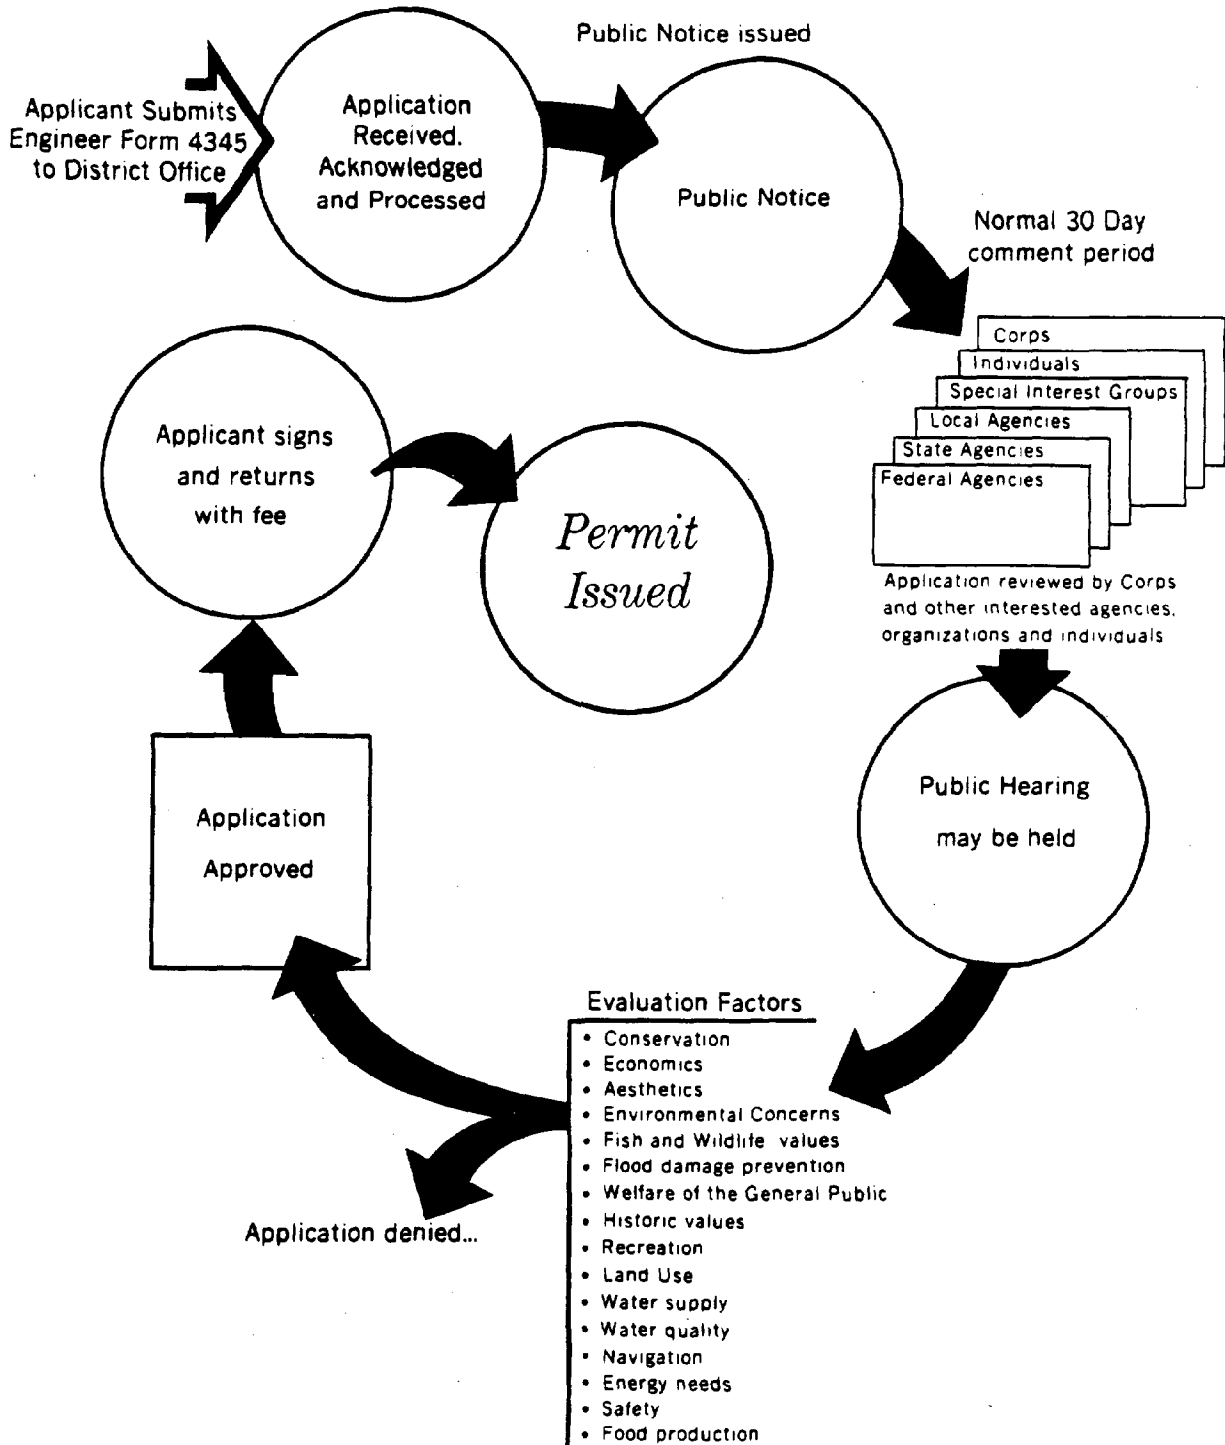 Public Notice issued
Applicant Submits
Engineer Form 4345
to District Office
Application
Received.
Acknowledged
and Processed
Public Notice
Normal 30 Day
comment period
Corps
Individuals
Special Interest Groups
Local Agencies
State Agencies
Federal Agencies
Application reviewed by Corps
and other interested agencies.
organizations and individuals
Public Hearing
may be held
Evaluation Factors
• Conservation
• Economics
• Aesthetics
• Environmental Concerns
• Fish and Wildlife values
• Flood damage prevention
• Welfare of the General Public
• Historic values
• Recreation
• Land Use
• Water supply
• Water quality
• Navigation
• Energy needs
• Safety
• Food production
Application denied...
Application
Approved
Applicant signs
and returns
with fee
Permit
Issued